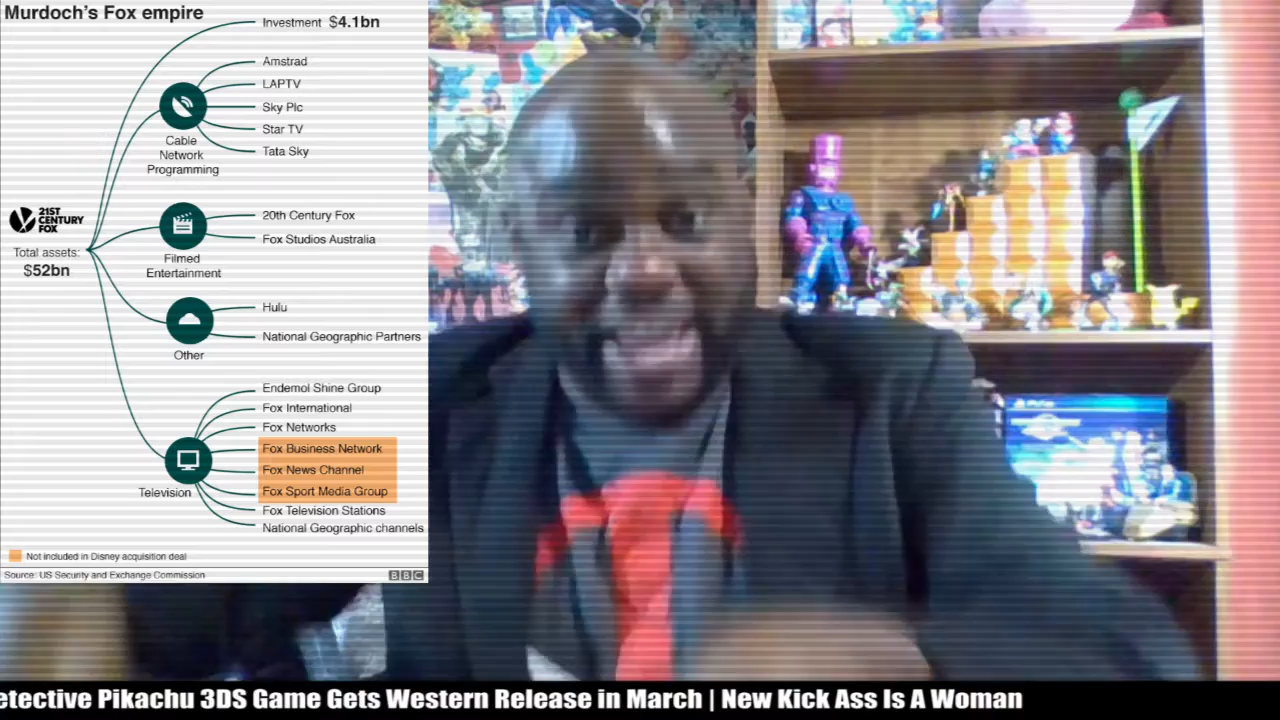 Murdoch's Fox empire
Investment $4.1bn
Amstrad
LAPTV
Sky Plc
Star TV
Tata Sky
Cable
Network
Programming
21ST
CENTURY
FOX
Total assets:
$52bn
20th Century Fox
Fox Studios Australia
Filmed
Entertainment
Hulu
National Geographic Partners
Other
Endemol Shine Group
Fox International
Fox Networks
Fox Business Network
Fox News Channel
Fox Sport Media Group
Fox Television Stations
National Geographic channels
Television
Not included in Disney acquisition deal
Source: US Security and Exchange Commission
BBC
etective Pikachu 3DS Game Gets Western Release in March | New Kick Ass Is A Woman